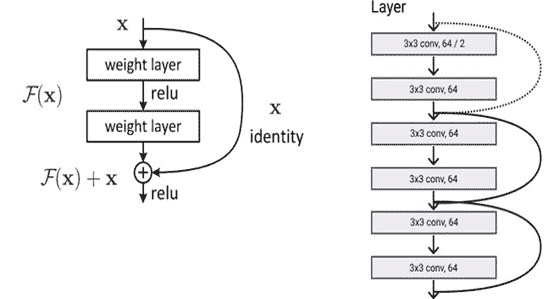 x
weight layer
F(x)
relu
x
weight layer
identity
F(x) + x
+
relu
Layer
3x3 conv, 64 / 2
3x3 conv, 64
3x3 conv, 64
3x3 conv, 64
3x3 conv, 64
3x3 conv, 64